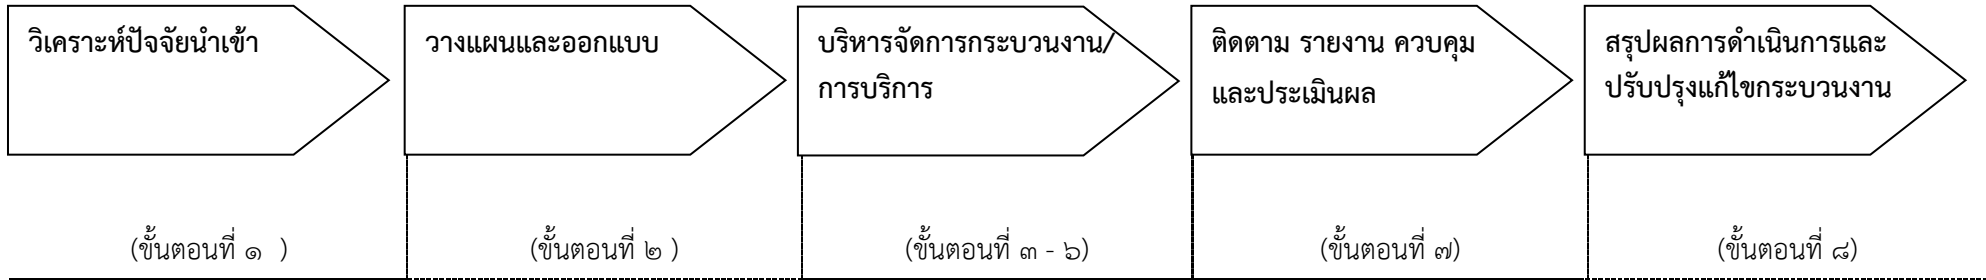 วิเคราะห์ปัจจัยนำเข้า
วางแผนและออกแบบ
บริหารจัดการกระบวนงาน/
การบริการ
ติดตาม รายงาน ควบคุม
และประเมินผล
สรุปผลการดำเนินการและ
ปรับปรุงแก้ไขกระบวนงาน
(ขั้นตอนที่ ๑ )
(ขั้นตอนที่ ๒ )
(ขั้นตอนที่ ๓ - ๖)
(ขั้นตอนที่ ๗)
(ขั้นตอนที่ ๘)